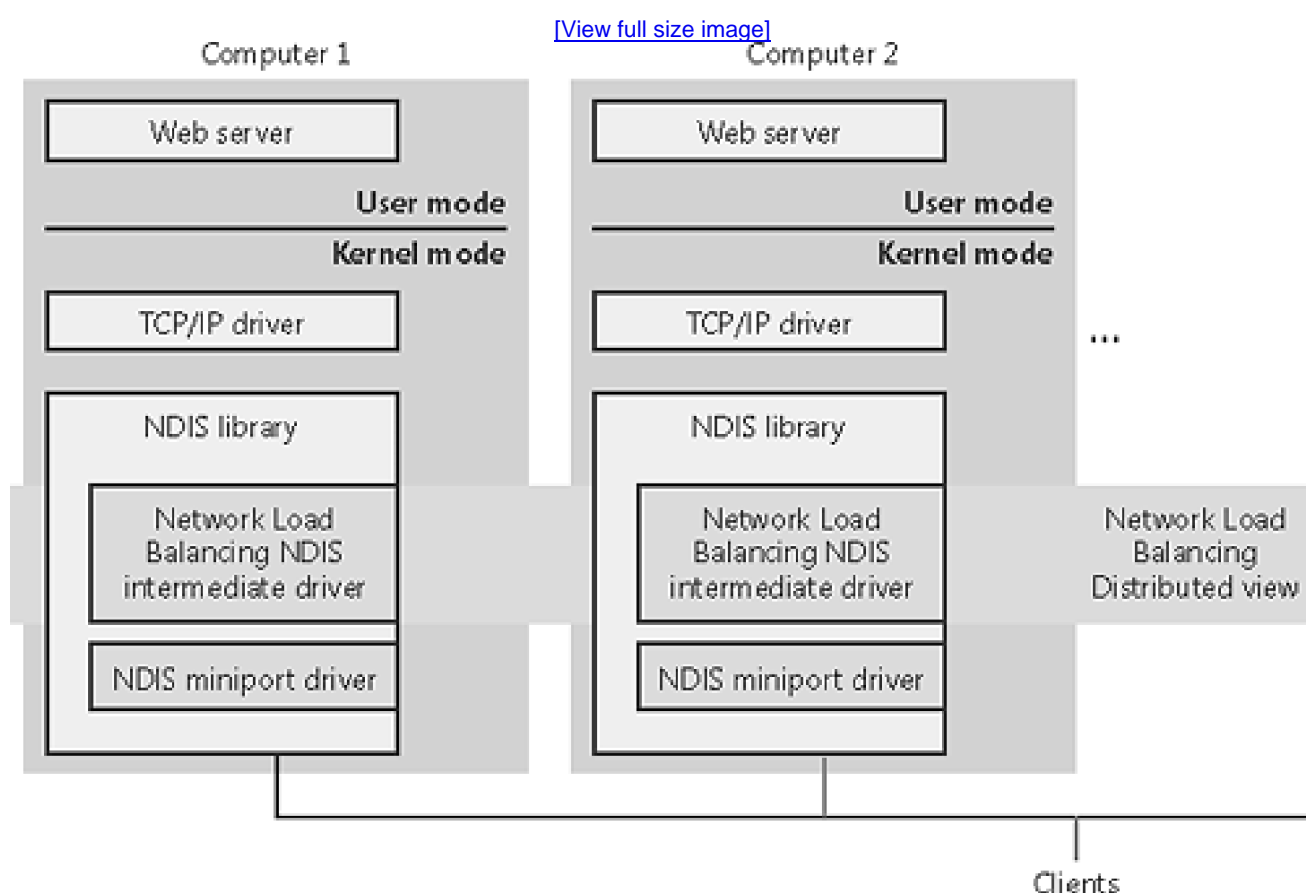 [View full size image]
Computer 1
Computer 2
Web server
Web server
User mode
User mode
Kernel mode
Kernel mode
TCP/IP driver
TCP/IP driver
...
NDIS library
NDIS library
Network Load
Balancing NDIS
intermediate driver
Network Load
Balancing NDIS
intermediate driver
Network Load
Balancing
Distributed view
NDIS miniport driver
NDIS miniport driver
Clients